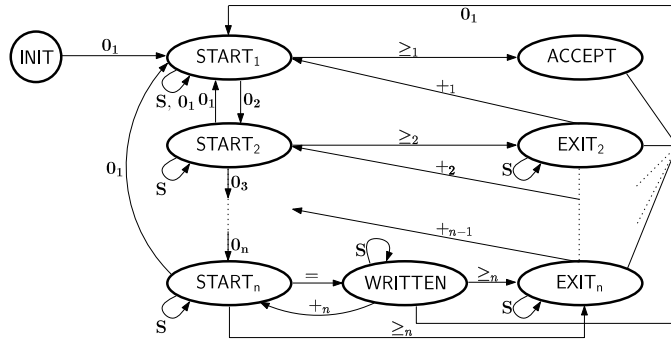 0₁
INIT 0₁ START₁ ≥₁ ACCEPT
S, 0₁ 0₁ 0₂ +₁
START₂ ≥₂ EXIT₂
S +₂ S
0₁ 0₃
+ₙ₋₁
0ₙ S
STARTₙ = WRITTEN ≥ₙ EXITₙ
S +ₙ S
≥ₙ